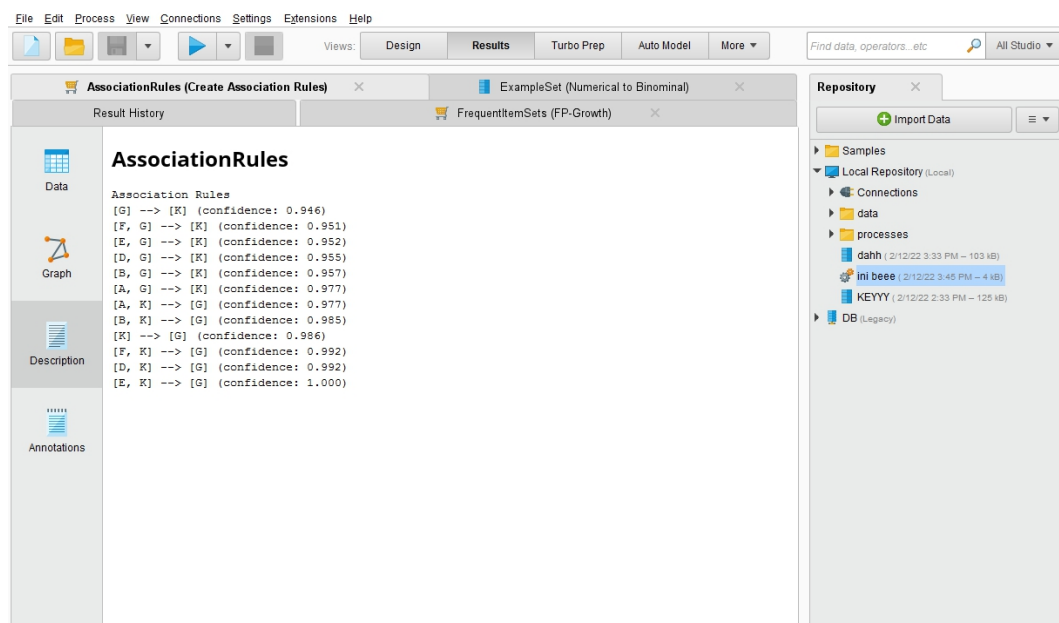 File Edit Process View Connections Settings Extensions Help
Views: Design Results Turbo Prep Auto Model More Find data, operators...etc All Studio
AssociationRules (Create Association Rules) ExampleSet (Numerical to Binominal)
Result History FrequentItemSets (FP-Growth)
Data
Graph
Description
Annotations
AssociationRules
Association Rules
[G] --> [K] (confidence: 0.946)
[F, G] --> [K] (confidence: 0.951)
[E, G] --> [K] (confidence: 0.952)
[D, G] --> [K] (confidence: 0.955)
[B, G] --> [K] (confidence: 0.957)
[A, G] --> [K] (confidence: 0.977)
[A, K] --> [G] (confidence: 0.977)
[B, K] --> [G] (confidence: 0.985)
[K] --> [G] (confidence: 0.986)
[F, K] --> [G] (confidence: 0.992)
[D, K] --> [G] (confidence: 0.992)
[E, K] --> [G] (confidence: 1.000)
Repository
Import Data
Samples
Local Repository (Local)
Connections
data
processes
dahh ( 2/12/22 3:33 PM – 103 kB)
ini beee ( 2/12/22 3:45 PM – 4 kB)
KEYYY ( 2/12/22 2:33 PM – 125 kB)
DB (Legacy)